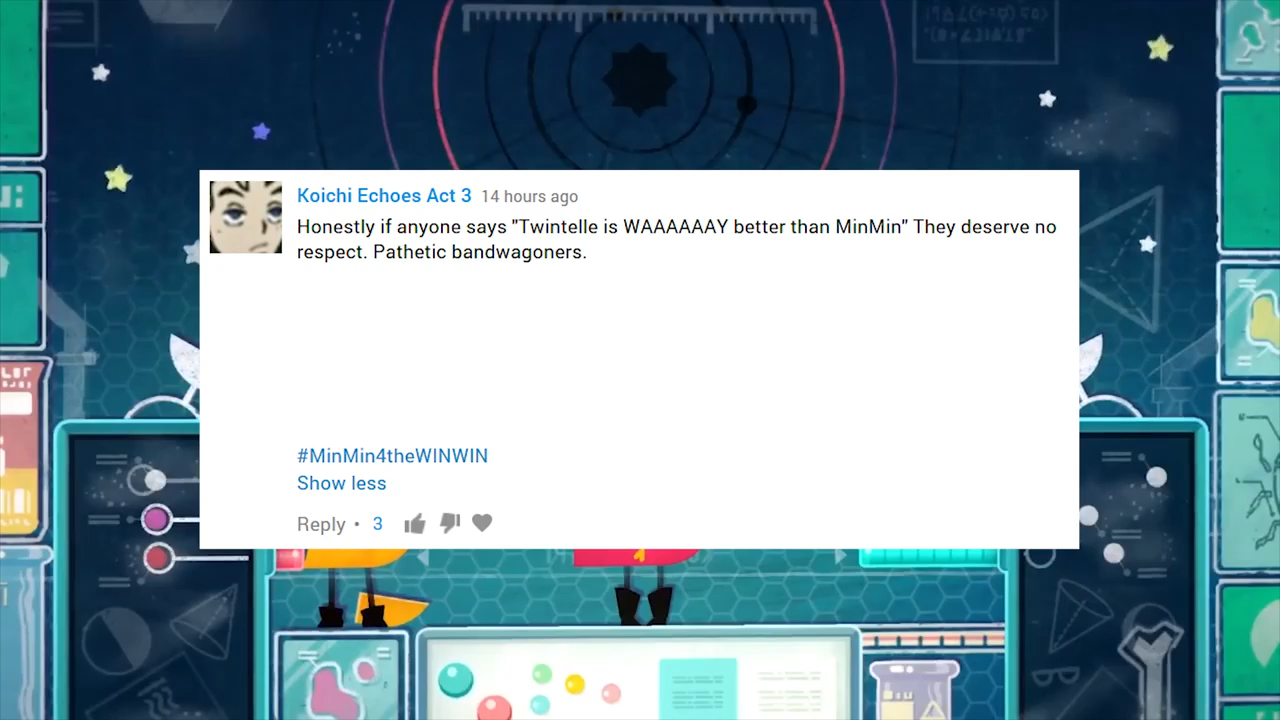 Koichi Echoes Act 3 14 hours ago
Honestly if anyone says "Twintelle is WAAAAAAY better than MinMin" They deserve no
respect. Pathetic bandwagoners.
#MinMin4theWINWIN
Show less
Reply • 3